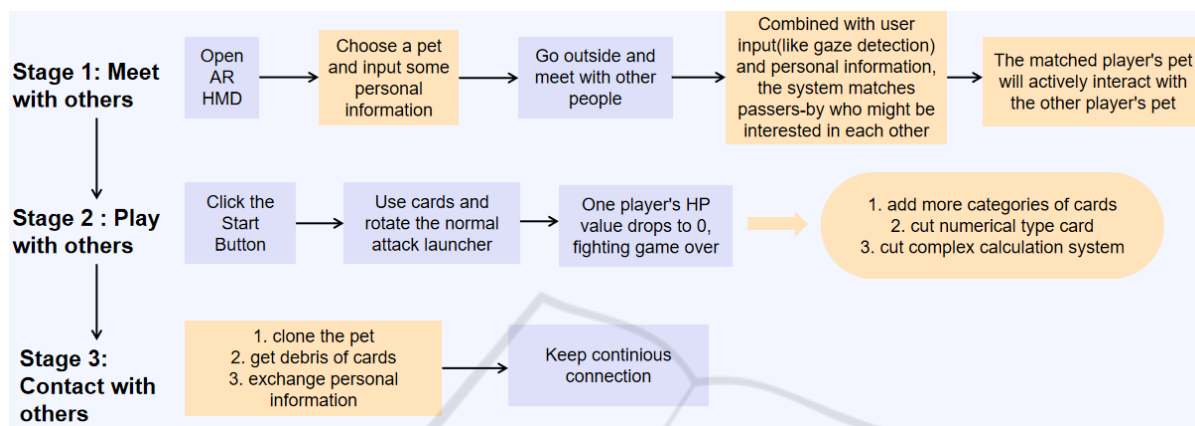 Stage 1: Meet
with others
Open
AR
HMD
Choose a pet
and input some
personal
information
Go outside and
meet with other
people
Combined with user
input(like gaze detection)
and personal information,
the system matches
passers-by who might be
interested in each other
The matched player's pet
will actively interact with
the other player's pet
Stage 2 : Play
with others
Click the
Start
Button
Use cards and
rotate the normal
attack launcher
One player's HP
value drops to 0,
fighting game over
1. add more categories of cards
2. cut numerical type card
3. cut complex calculation system
Stage 3:
Contact with
others
1. clone the pet
2. get debris of cards
3. exchange personal
information
Keep continious
connection